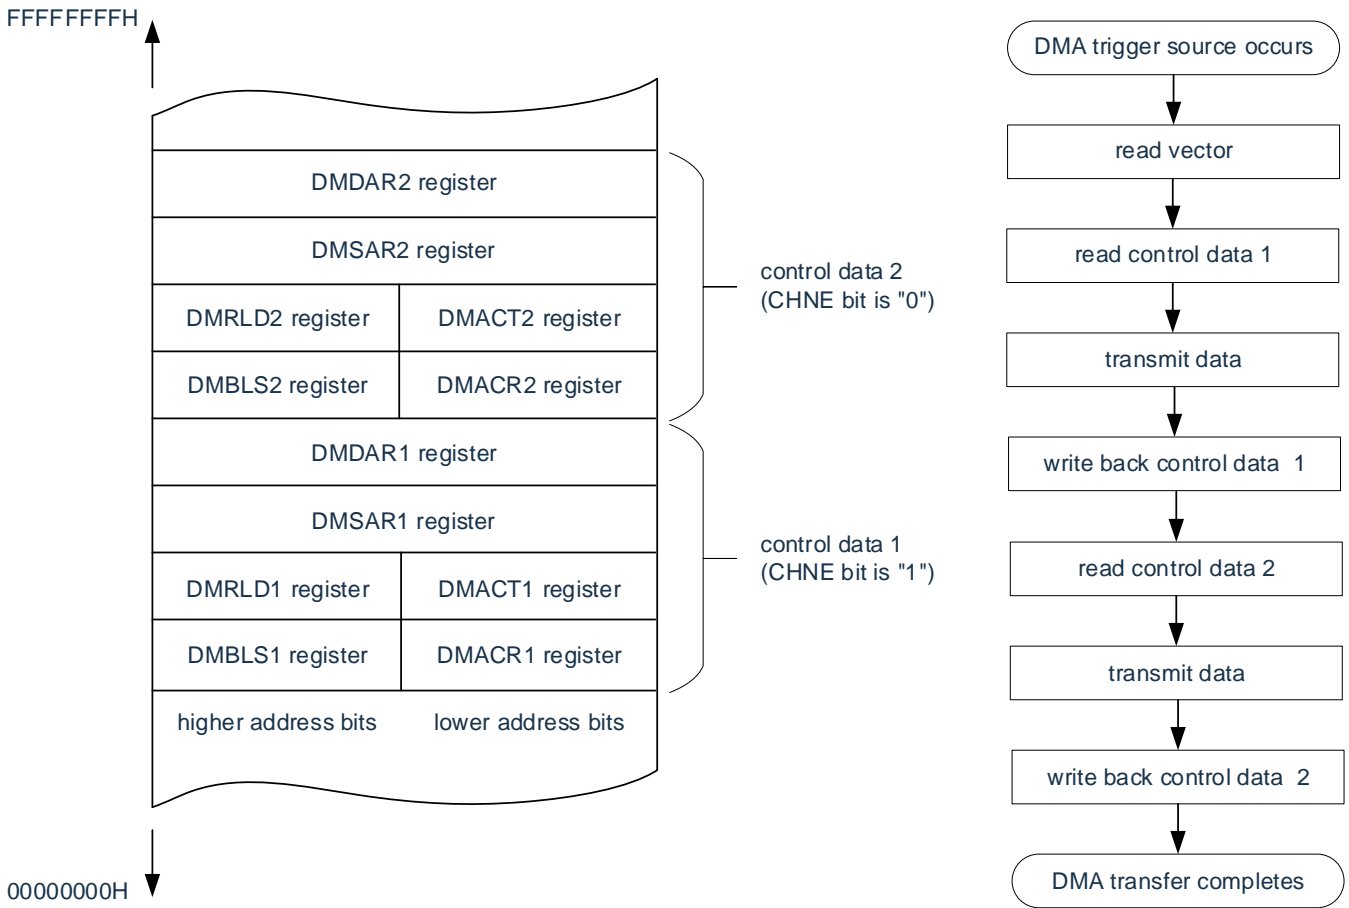 FFFFFFFFH
DMDAR2 register
DMSAR2 register
DMRLD2 register
DMACT2 register
DMBLS2 register
DMACR2 register
DMDAR1 register
DMSAR1 register
DMRLD1 register
DMACT1 register
DMBLS1 register
DMACR1 register
higher address bits
lower address bits
00000000H
control data 2
(CHNE bit is "0")
control data 1
(CHNE bit is "1")
DMA trigger source occurs
read vector
read control data 1
transmit data
write back control data 1
read control data 2
transmit data
write back control data 2
DMA transfer completes